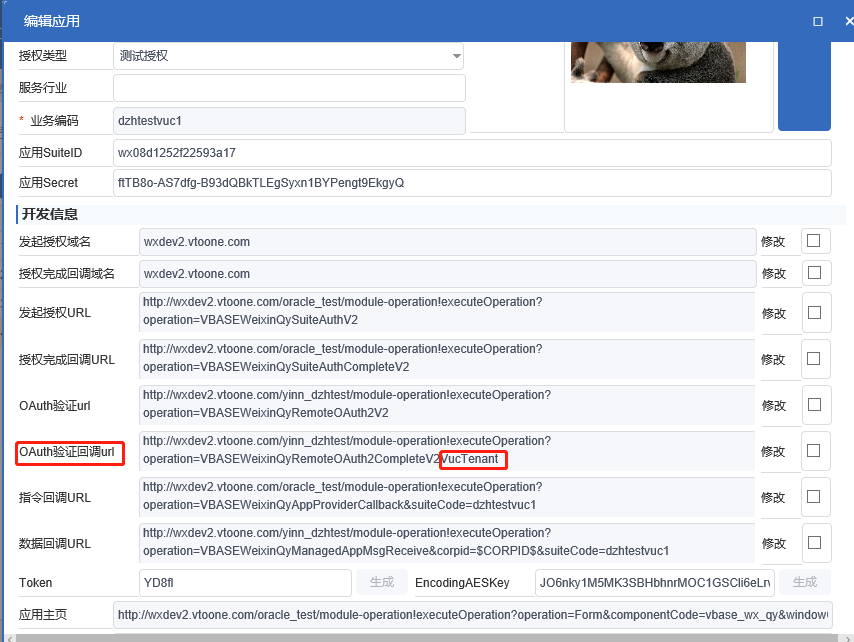 编辑应用
授权类型 测试授权
服务行业
* 业务编码 dzhtestvuc1
应用SuiteID wx08d1252f22593a17
应用Secret ftTB8o-AS7dfg-B93dQBkTLEgSyxn1BYPengt9EkgyQ
开发信息
发起授权域名 wxdev2.vtoone.com 修改
授权完成回调域名 wxdev2.vtoone.com 修改
发起授权URL http://wxdev2.vtoone.com/oracle_test/module-operation!executeOperation?
operation=VBASEWeixinQySuiteAuthV2 修改
授权完成回调URL http://wxdev2.vtoone.com/oracle_test/module-operation!executeOperation?
operation=VBASEWeixinQySuiteAuthCompleteV2 修改
OAuth验证url http://wxdev2.vtoone.com/yinn_dzhtest/module-operation!executeOperation?
operation=VBASEWeixinQyRemoteOAuth2V2 修改
OAuth验证回调url http://wxdev2.vtoone.com/yinn_dzhtest/module-operation!executeOperation?
operation=VBASEWeixinQyRemoteOAuth2CompleteV2VucTenant 修改
指令回调URL http://wxdev2.vtoone.com/oracle_test/module-operation!executeOperation?
operation=VBASEWeixinQyAppProviderCallback&suiteCode=dzhtestvuc1 修改
数据回调URL http://wxdev2.vtoone.com/yinn_dzhtest/module-operation!executeOperation?
operation=VBASEWeixinQyManagedAppMsgReceive&corpid=$CORPID$&suiteCode=dzhtestvuc1 修改
Token YD8fl 生成 EncodingAESKey JO6nky1M5MK3SBHbhnrMOC1GSCli6eLrv 生成
应用主页 http://wxdev2.vtoone.com/oracle_test/module-operation!executeOperation?operation=Form&componentCode=vbase_wx_qy&window